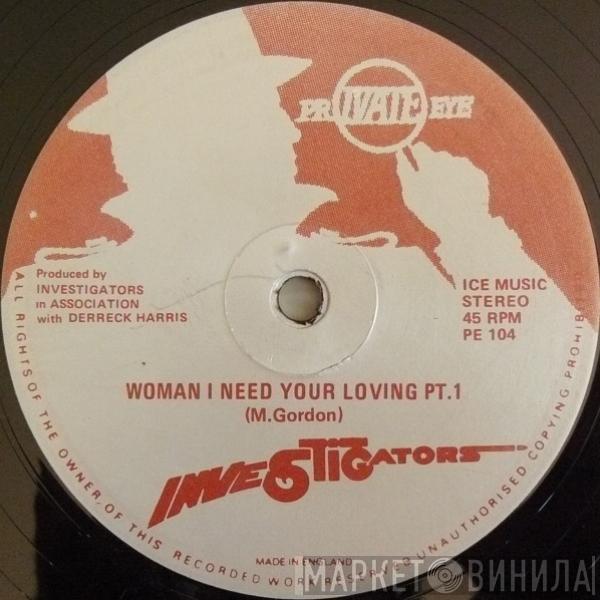 PRIVATE EYE
Produced by
INVESTIGATORS
in ASSOCIATION
with DERRECK HARRIS
ICE MUSIC
STEREO
45 RPM
PE 104
WOMAN I NEED YOUR LOVING PT.1
(M.Gordon)
INVESTIGATORS
MADE IN ENGLAND
ALL RIGHTS OF THE OWNER, OF THIS RECORDED WORK RESERVED UNAUTHORISED COPYING PROHIBITED
МАРКЕТ ВИНИЛА